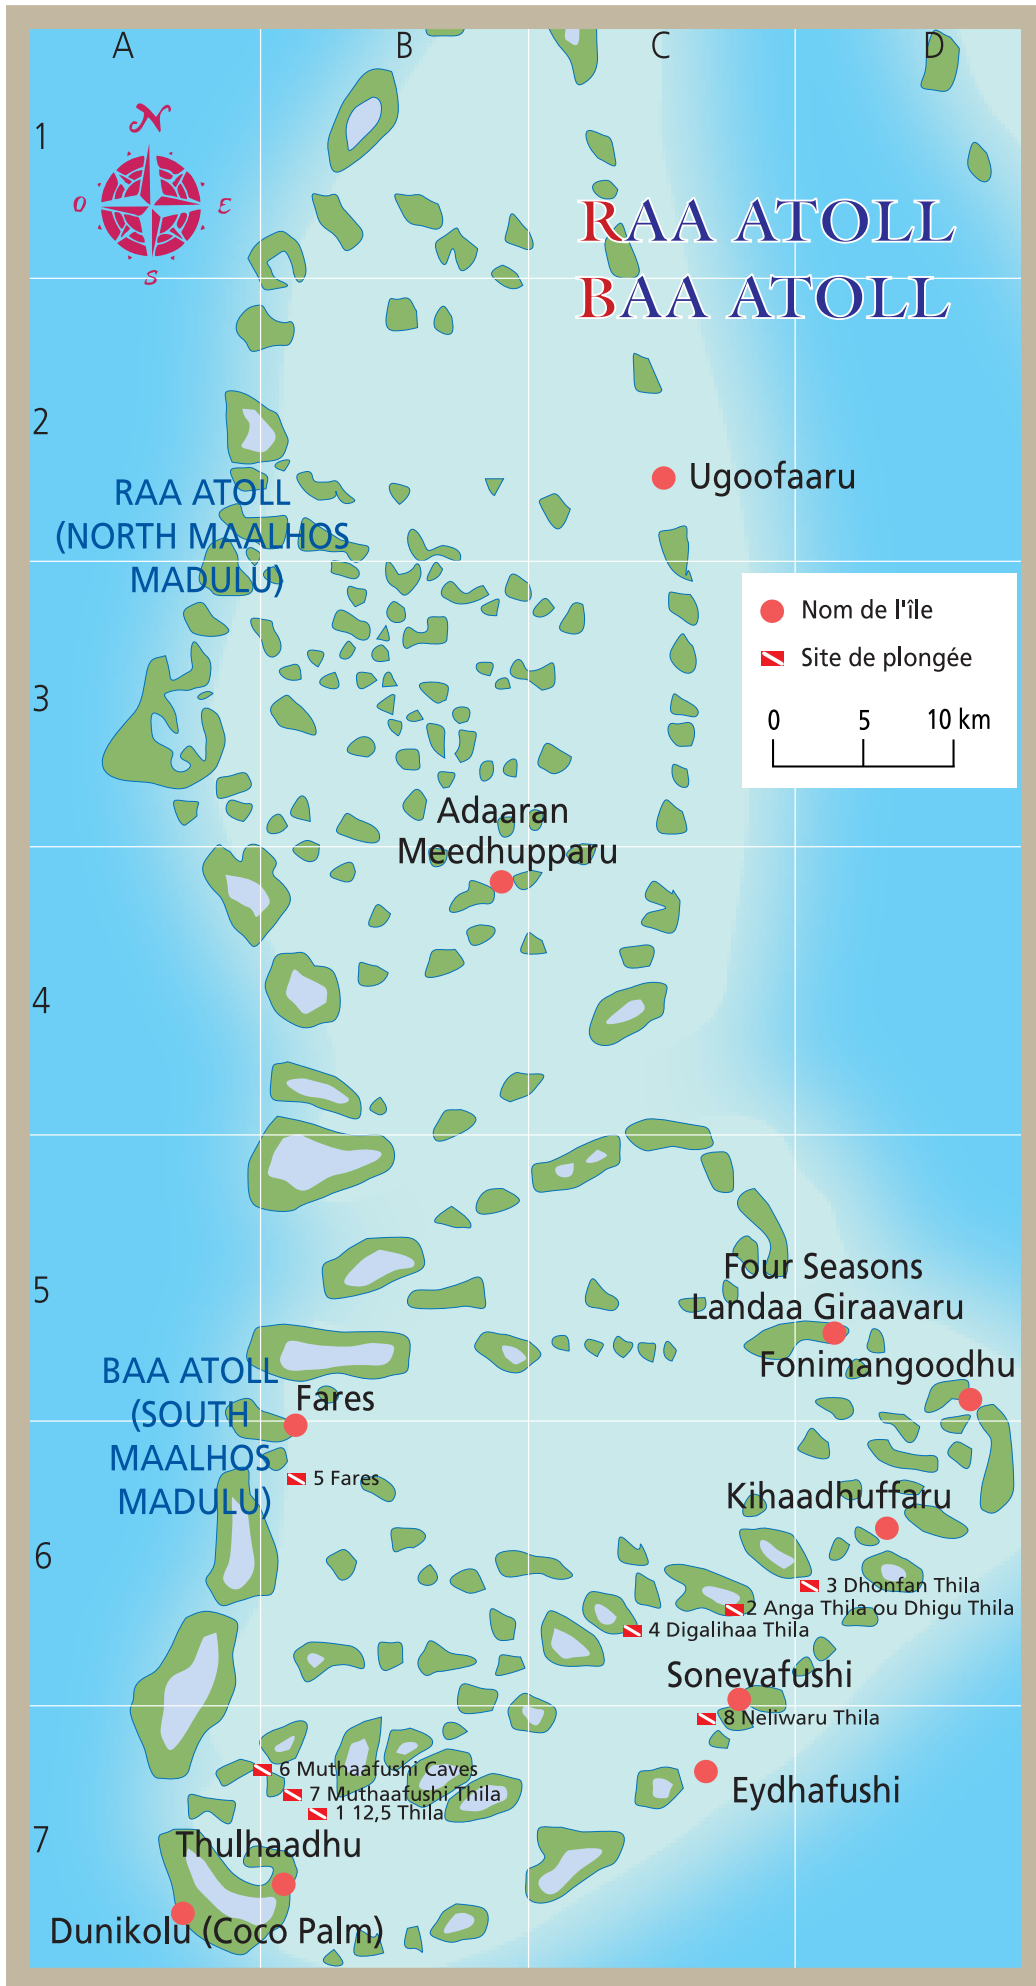 A B C D
1
N
O E
S
RAA ATOLL
BAA ATOLL
2
Ugoofaaru
RAA ATOLL
(NORTH MAALHOS
MADULU)
Nom de l'île
Site de plongée
0 5 10 km
3
Adaaran
Meedhupparu
4
Four Seasons
Landaa Giraavaru
5
Fonimangoodhu
BAA ATOLL
(SOUTH
MAALHOS
MADULU)
Fares
5 Fares
Kihaadhuffaru
6
3 Dhonfan Thila
2 Anga Thila ou Dhigu Thila
4 Digalihaa Thila
Sonevafushi
8 Neliwaru Thila
6 Muthaafushi Caves
7 Muthaafushi Thila
1 12,5 Thila
Eydhafushi
7
Thulhaadhu
Dunikolu (Coco Palm)